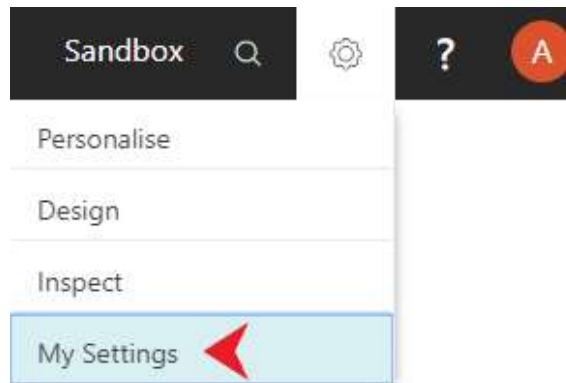 Sandbox ? A
Personalise
Design
Inspect
My Settings